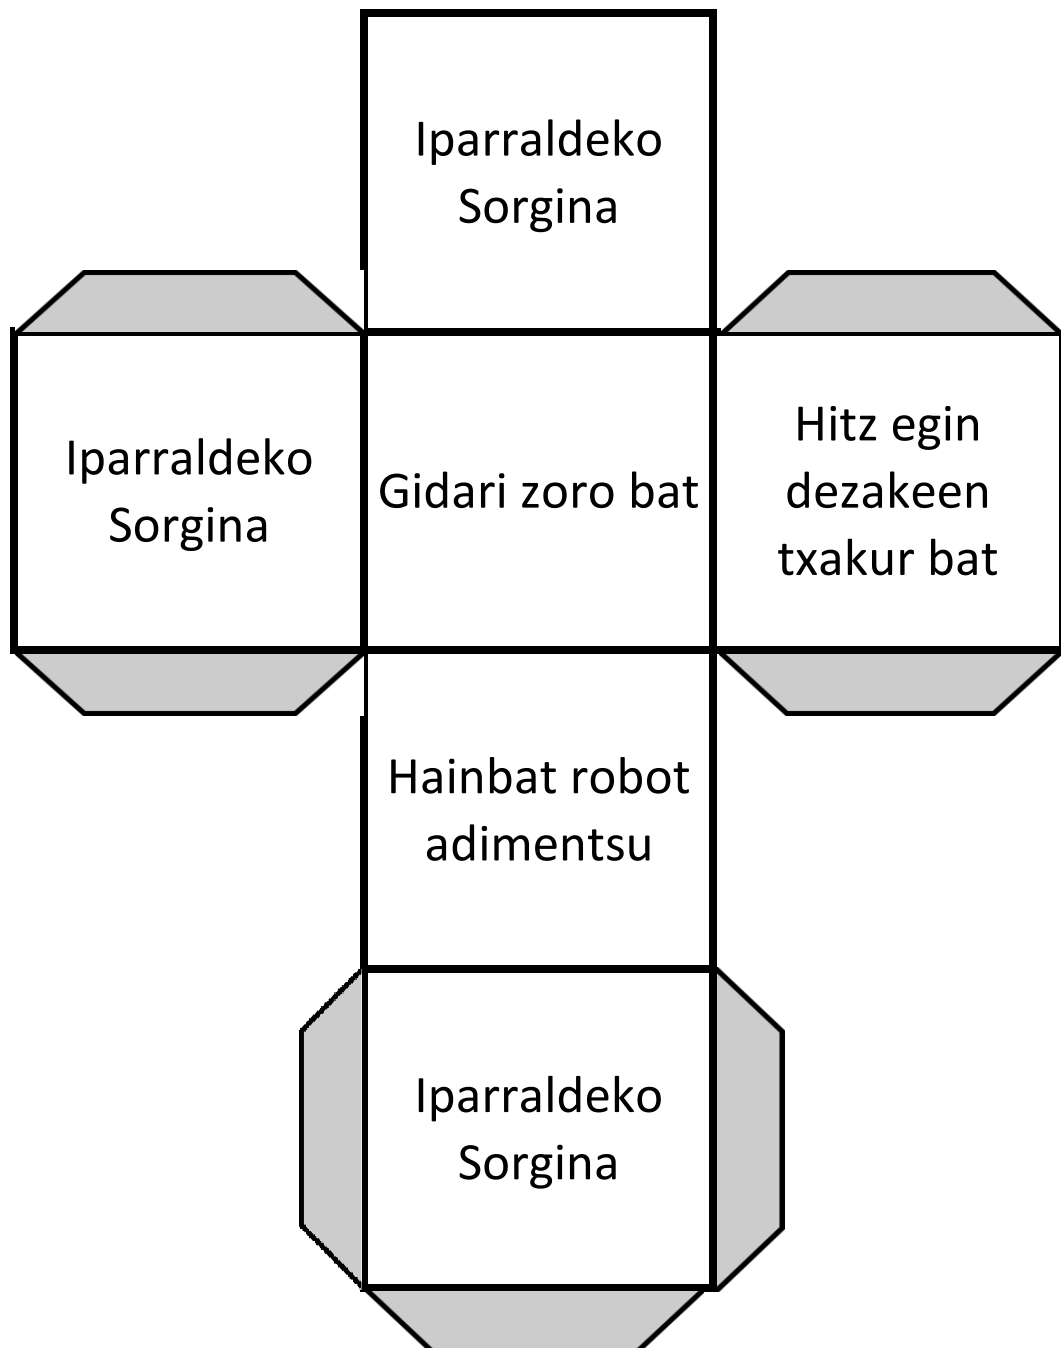 Iparraldeko
Sorgina
Iparraldeko
Sorgina
Gidari zoro bat
Hitz egin
dezakeen
txakur bat
Hainbat robot
adimentsu
Iparraldeko
Sorgina